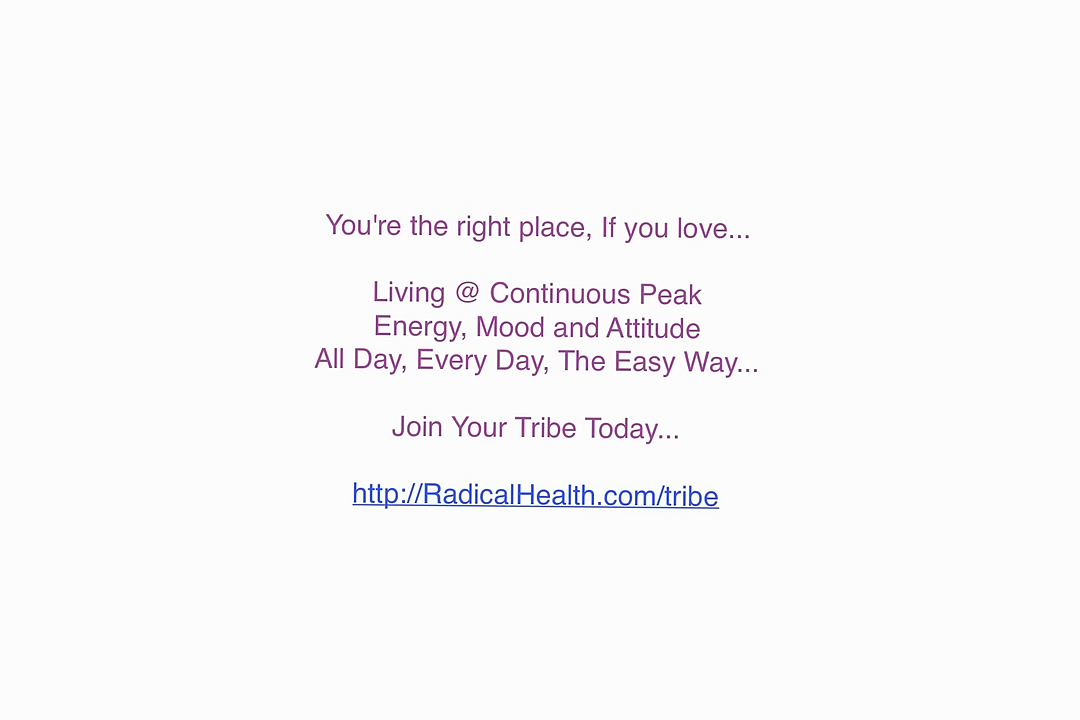 You're the right place, If you love...
Living @ Continuous Peak
Energy, Mood and Attitude
All Day, Every Day, The Easy Way...
Join Your Tribe Today...
http://RadicalHealth.com/tribe